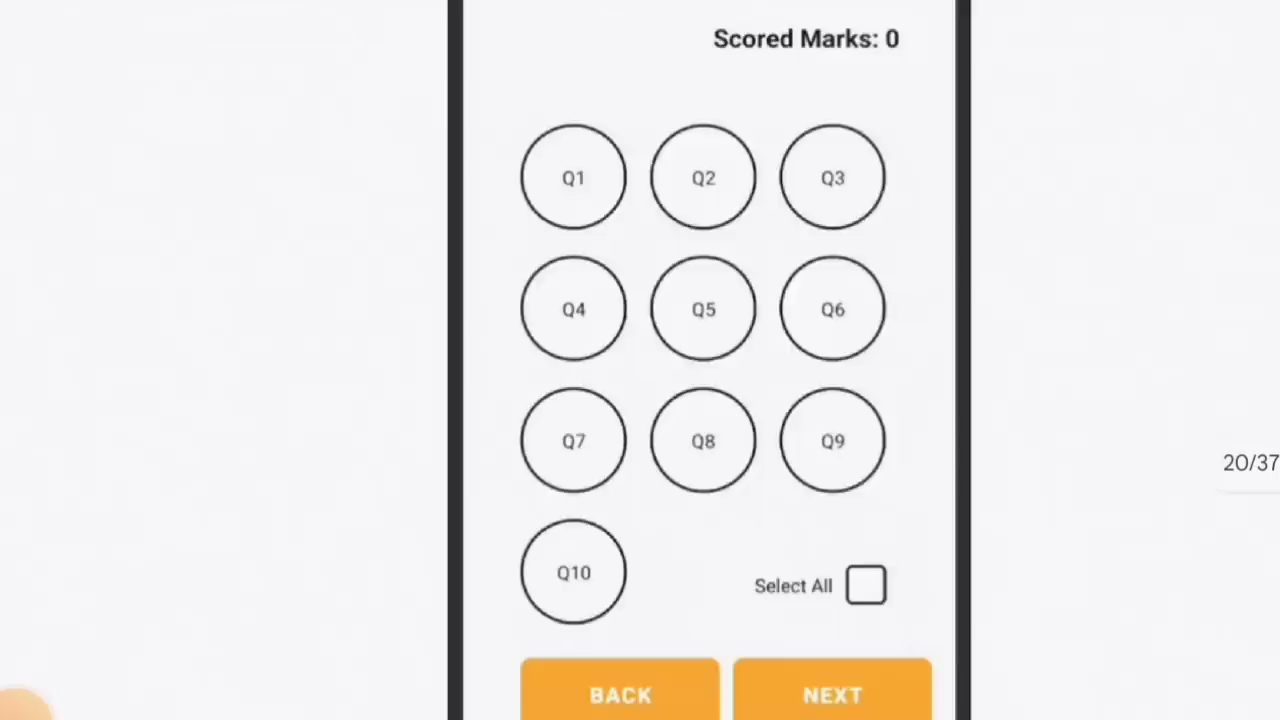 Scored Marks: 0
Q1 Q2 Q3
Q4 Q5 Q6
Q7 Q8 Q9
Q10
Select All
BACK NEXT
20/37